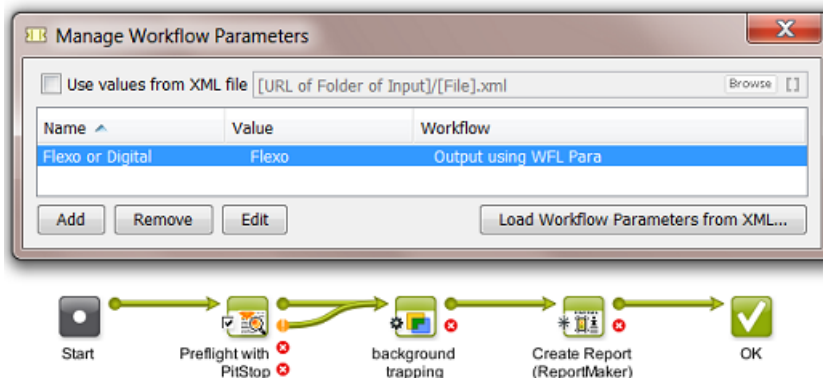 Manage Workflow Parameters
Use values from XML file [URL of Folder of Input]/[File].xml Browse []
Name Value Workflow
Flexo or Digital Flexo Output using WFL Para
Add Remove Edit Load Workflow Parameters from XML...
Start Preflight with background Create Report OK
PitStop trapping (ReportMaker)